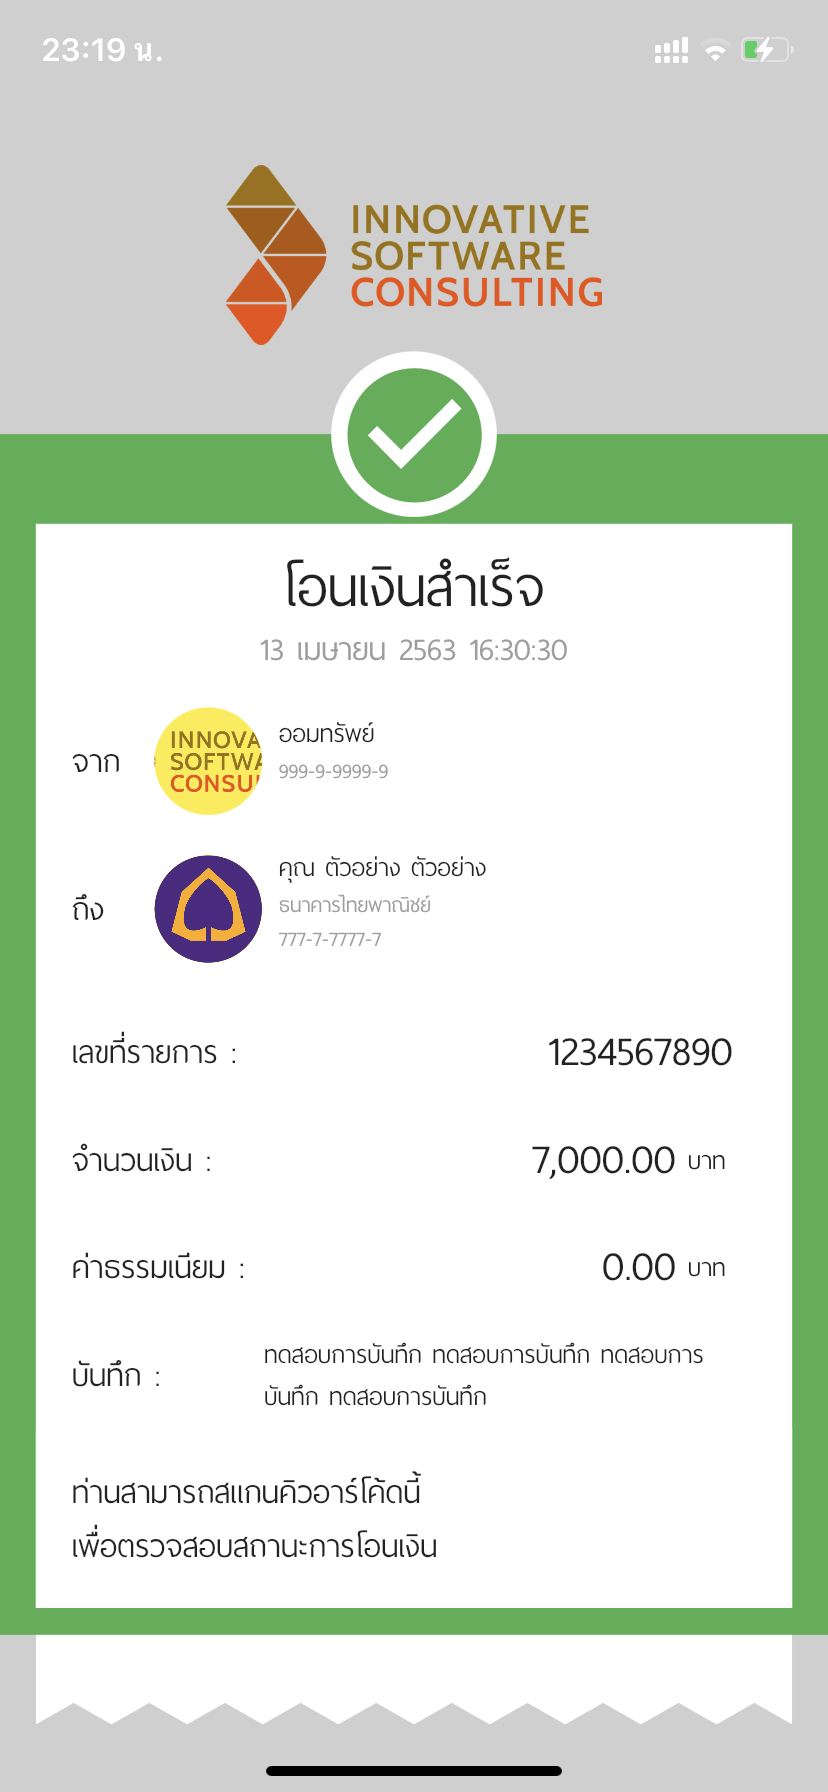 23:19 น.
INNOVATIVE
SOFTWARE
CONSULTING
โอนเงินสำเร็จ
13 เมษายน 2563 16:30:30
จาก
INNOVA
SOFTWA
CONSU
ออมทรัพย์
999-9-9999-9
ถึง
คุณ ตัวอย่าง ตัวอย่าง
ธนาคารไทยพาณิชย์
777-7-7777-7
เลขที่รายการ : 1234567890
จำนวนเงิน : 7,000.00 บาท
ค่าธรรมเนียม : 0.00 บาท
บันทึก : ทดสอบการบันทึก ทดสอบการบันทึก ทดสอบการ
บันทึก ทดสอบการบันทึก
ท่านสามารถสแกนคิวอาร์โค้ดนี้
เพื่อตรวจสอบสถานะการโอนเงิน